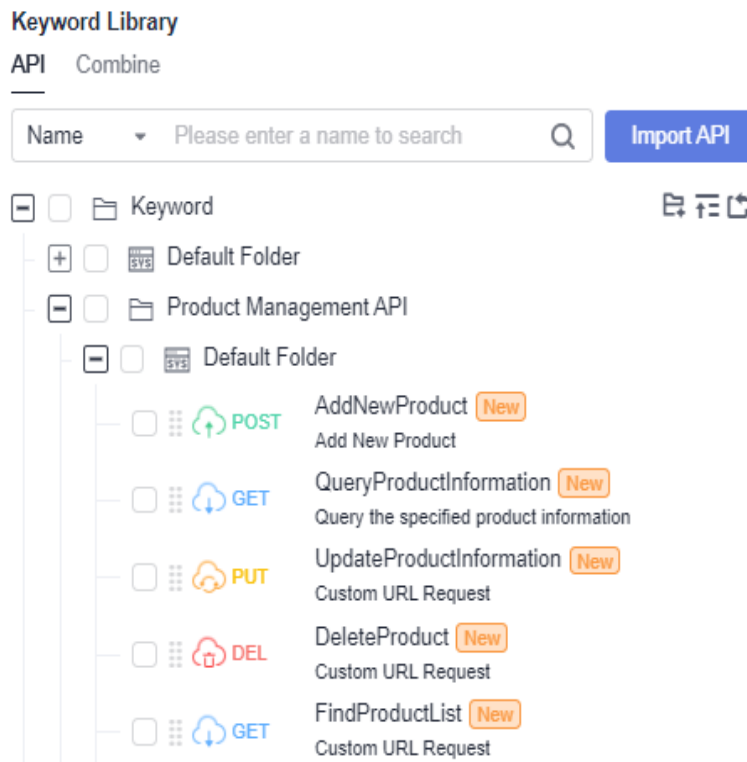 Keyword Library
API Combine
Name Please enter a name to search Import API
Keyword
SYS Default Folder
Product Management API
SYS Default Folder
POST AddNewProduct New
Add New Product
GET QueryProductInformation New
Query the specified product information
PUT UpdateProductInformation New
Custom URL Request
DEL DeleteProduct New
Custom URL Request
GET FindProductList New
Custom URL Request